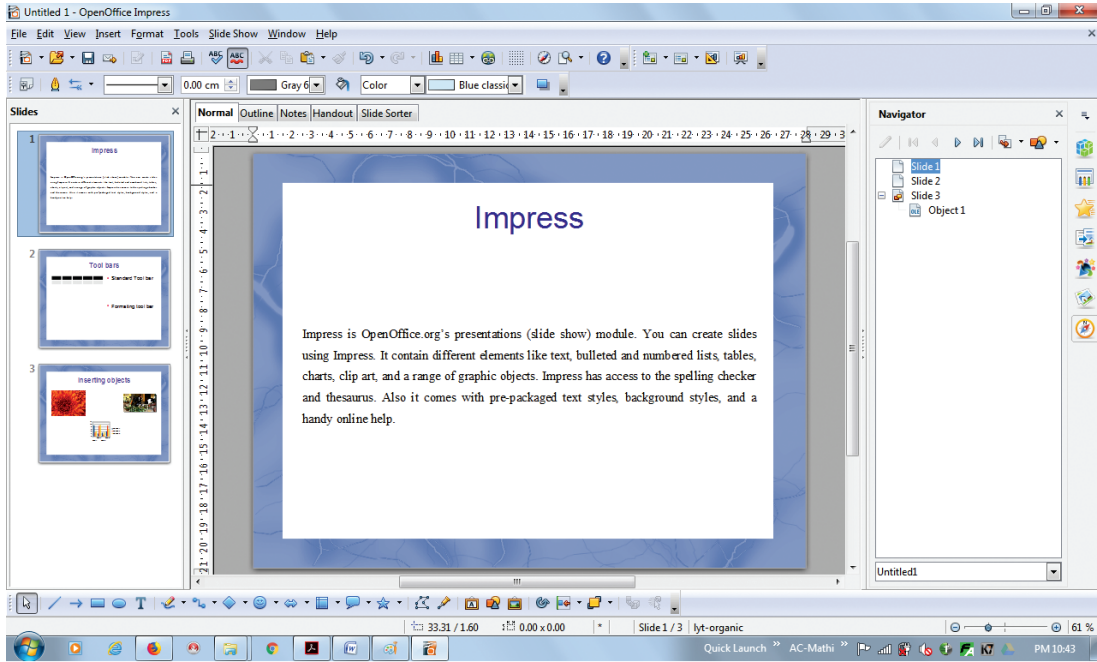 Untitled 1 - OpenOffice Impress
File Edit View Insert Format Tools Slide Show Window Help
0.00 cm Gray 6 Color Blue classic
Slides
Normal Outline Notes Handout Slide Sorter
Navigator
1
Impress
2
Tool bars
Standard Tool bar
Formating tool bar
3
Inserting objects
Impress
Impress is OpenOffice.org's presentations (slide show) module. You can create slides
using Impress. It contain different elements like text, bulleted and numbered lists, tables,
charts, clip art, and a range of graphic objects. Impress has access to the spelling checker
and thesaurus. Also it comes with pre-packaged text styles, background styles, and a
handy online help.
Slide 1
Slide 2
Slide 3
Object 1
Untitled1
33.31 / 1.60 0.00 x 0.00 * Slide 1 / 3 lyt-organic 61 %
Quick Launch » AC-Mathi » PM 10:43